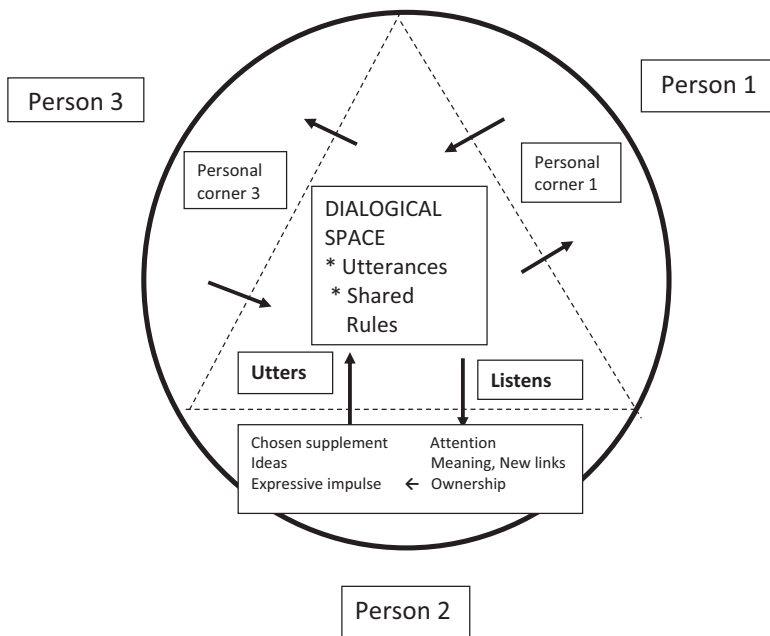 Person 3
Person 1
Personal
corner 3
Personal
corner 1
DIALOGICAL
SPACE
* Utterances
* Shared
Rules
Utters
Listens
Chosen supplement Attention
Ideas Meaning, New links
Expressive impulse ← Ownership
Person 2